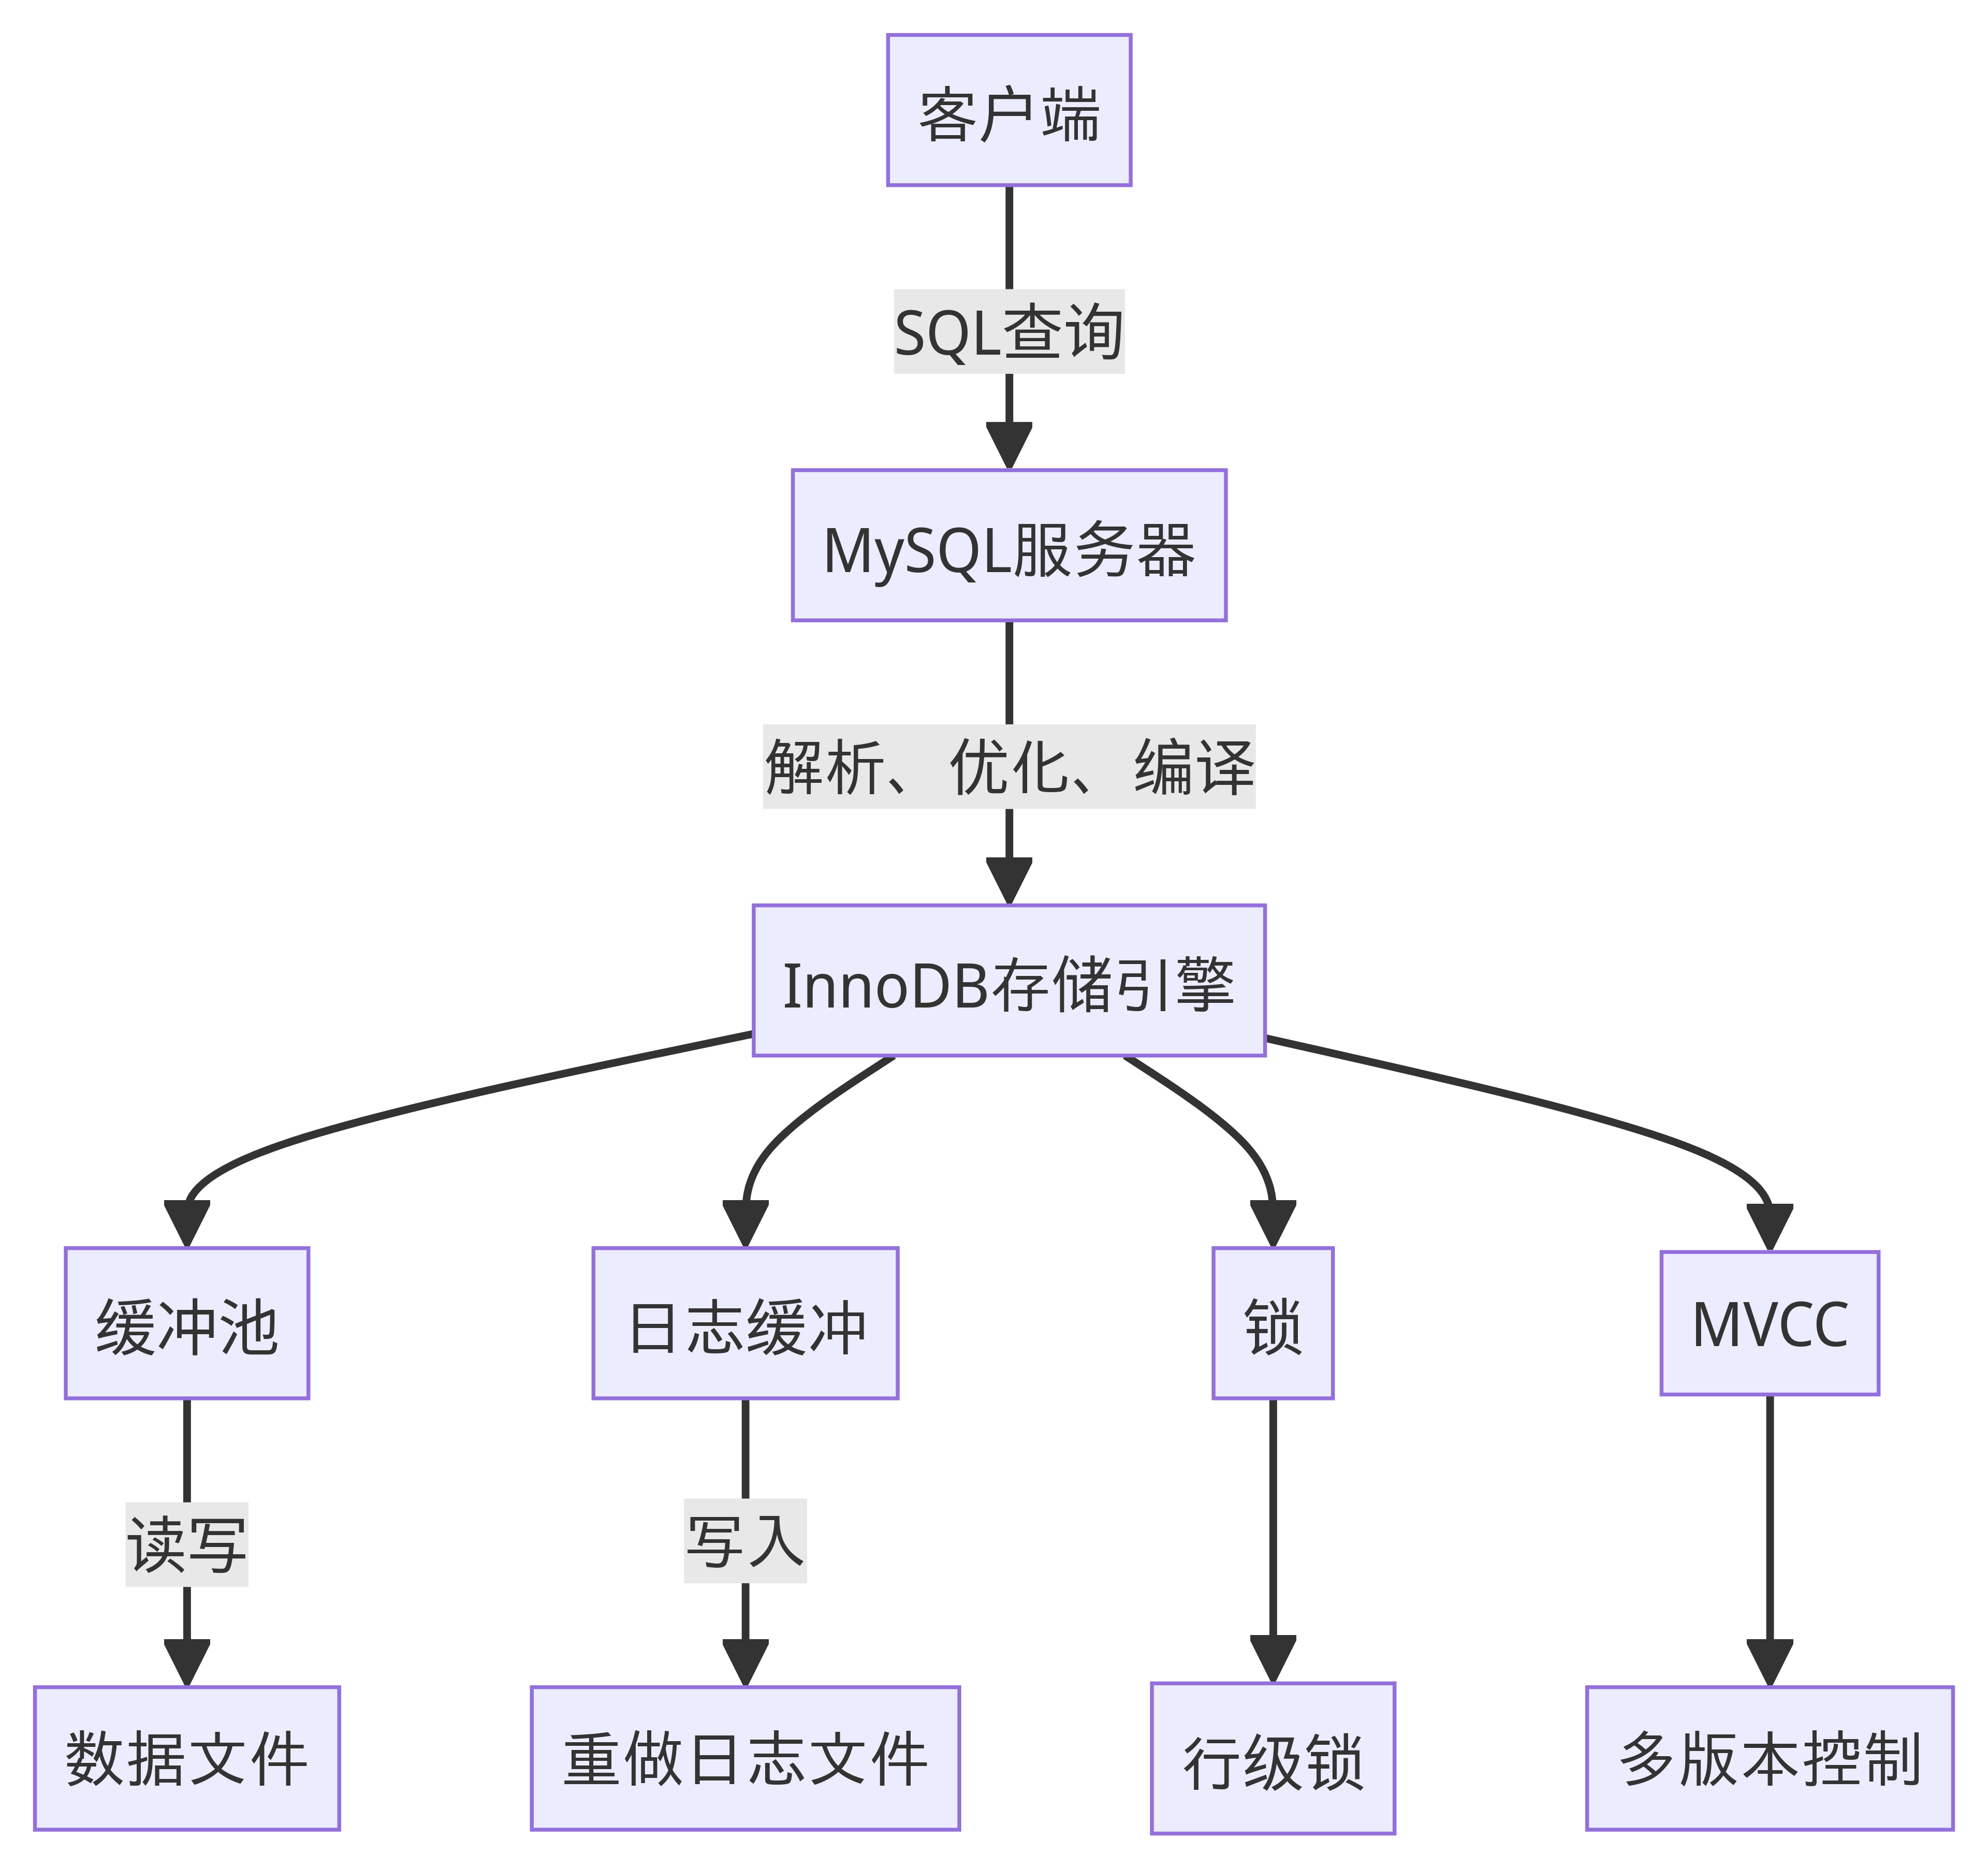 客户端
SQL查询
MySQL服务器
解析、优化、编译
InnoDB存储引擎
缓冲池
日志缓冲
锁
MVCC
读写
写入
数据文件
重做日志文件
行级锁
多版本控制